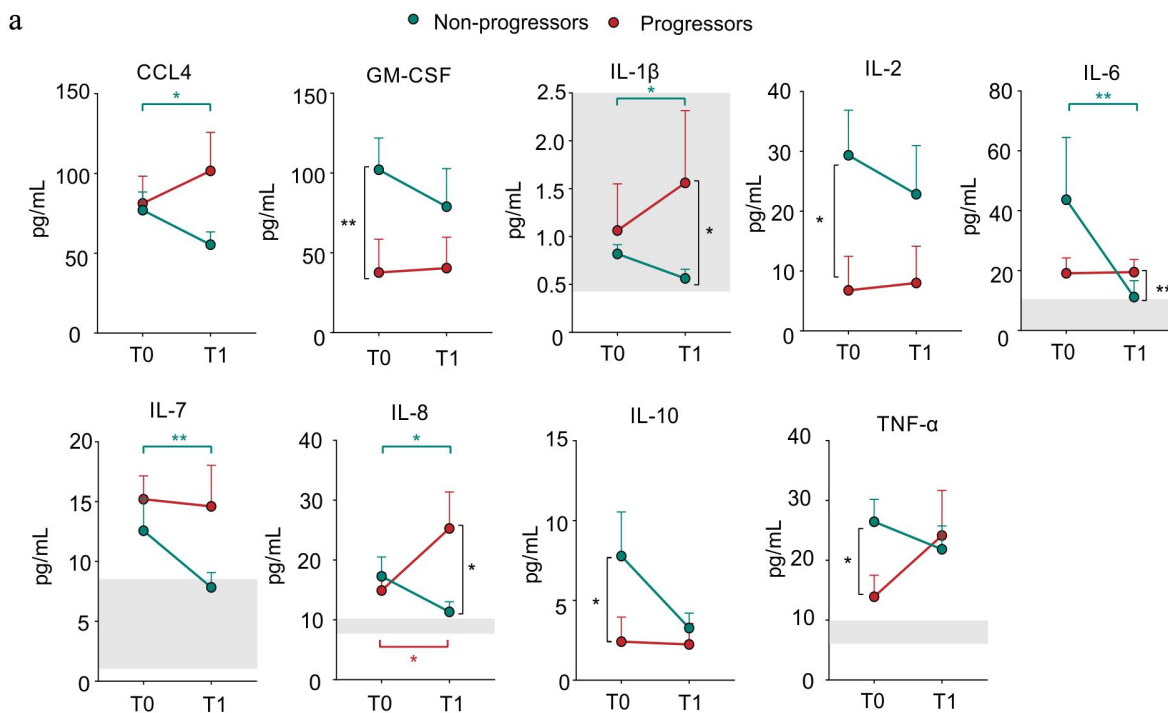 a
Non-progressors Progressors
CCL4
150
100
50
0
pg/mL
*
T0 T1
GM-CSF
150
100
50
0
pg/mL
**
T0 T1
IL-1β
2.5
2.0
1.5
1.0
0.5
0
pg/mL
*
*
T0 T1
IL-2
40
30
20
10
0
pg/mL
*
T0 T1
IL-6
80
60
40
20
0
pg/mL
**
**
T0 T1
IL-7
20
15
10
5
0
pg/mL
**
T0 T1
IL-8
40
30
20
10
0
pg/mL
*
*
*
T0 T1
IL-10
15
10
5
0
pg/mL
*
T0 T1
TNF-α
40
30
20
10
0
pg/mL
*
T0 T1